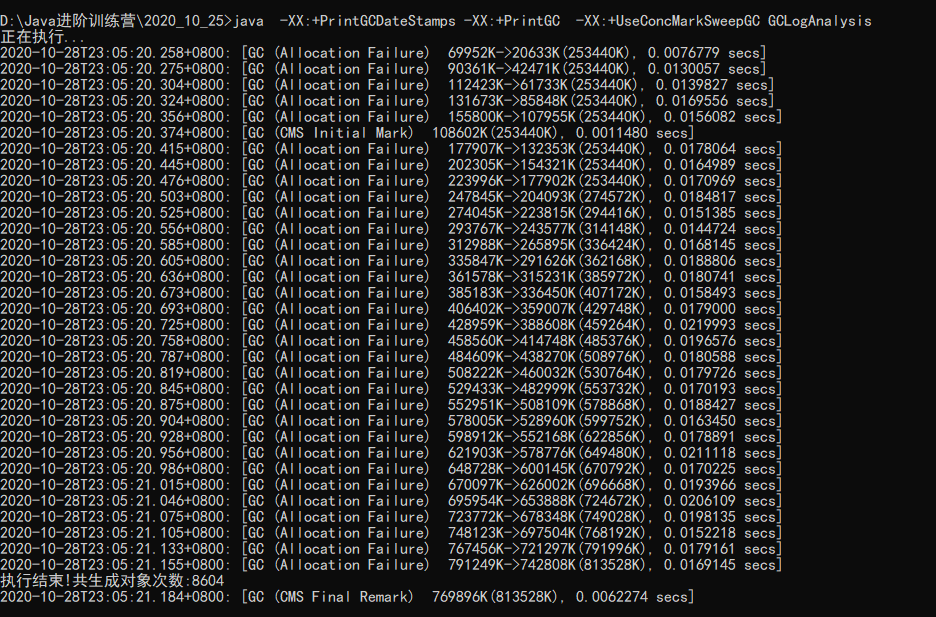 D:\Java进阶训练营\2020_10_25>java  -XX:+PrintGCDateStamps -XX:+PrintGC  -XX:+UseConcMarkSweepGC GCLogAnalysis
正在执行...
2020-10-28T23:05:20.258+0800: [GC (Allocation Failure)  69952K->20633K(253440K), 0.0076779 secs]
2020-10-28T23:05:20.275+0800: [GC (Allocation Failure)  90361K->42471K(253440K), 0.0130057 secs]
2020-10-28T23:05:20.304+0800: [GC (Allocation Failure)  112423K->61733K(253440K), 0.0139827 secs]
2020-10-28T23:05:20.324+0800: [GC (Allocation Failure)  131673K->85848K(253440K), 0.0169556 secs]
2020-10-28T23:05:20.356+0800: [GC (Allocation Failure)  155800K->107955K(253440K), 0.0156082 secs]
2020-10-28T23:05:20.374+0800: [GC (CMS Initial Mark)  108602K(253440K), 0.0011480 secs]
2020-10-28T23:05:20.415+0800: [GC (Allocation Failure)  177907K->132353K(253440K), 0.0178064 secs]
2020-10-28T23:05:20.445+0800: [GC (Allocation Failure)  202305K->154321K(253440K), 0.0164989 secs]
2020-10-28T23:05:20.476+0800: [GC (Allocation Failure)  223996K->177902K(253440K), 0.0170969 secs]
2020-10-28T23:05:20.503+0800: [GC (Allocation Failure)  247845K->204093K(274572K), 0.0184817 secs]
2020-10-28T23:05:20.525+0800: [GC (Allocation Failure)  274045K->223815K(294416K), 0.0151385 secs]
2020-10-28T23:05:20.556+0800: [GC (Allocation Failure)  293767K->243577K(314148K), 0.0144724 secs]
2020-10-28T23:05:20.585+0800: [GC (Allocation Failure)  312988K->265895K(336424K), 0.0168145 secs]
2020-10-28T23:05:20.605+0800: [GC (Allocation Failure)  335847K->291626K(362168K), 0.0188806 secs]
2020-10-28T23:05:20.636+0800: [GC (Allocation Failure)  361578K->315231K(385972K), 0.0180741 secs]
2020-10-28T23:05:20.673+0800: [GC (Allocation Failure)  385183K->336450K(407172K), 0.0158493 secs]
2020-10-28T23:05:20.693+0800: [GC (Allocation Failure)  406402K->359007K(429748K), 0.0179000 secs]
2020-10-28T23:05:20.725+0800: [GC (Allocation Failure)  428959K->388608K(459264K), 0.0219993 secs]
2020-10-28T23:05:20.758+0800: [GC (Allocation Failure)  458560K->414748K(485376K), 0.0196576 secs]
2020-10-28T23:05:20.787+0800: [GC (Allocation Failure)  484609K->438270K(508976K), 0.0180588 secs]
2020-10-28T23:05:20.819+0800: [GC (Allocation Failure)  508222K->460032K(530764K), 0.0179726 secs]
2020-10-28T23:05:20.845+0800: [GC (Allocation Failure)  529433K->482999K(553732K), 0.0170193 secs]
2020-10-28T23:05:20.875+0800: [GC (Allocation Failure)  552951K->508109K(578868K), 0.0188427 secs]
2020-10-28T23:05:20.904+0800: [GC (Allocation Failure)  578005K->528960K(599752K), 0.0163450 secs]
2020-10-28T23:05:20.928+0800: [GC (Allocation Failure)  598912K->552168K(622856K), 0.0178891 secs]
2020-10-28T23:05:20.956+0800: [GC (Allocation Failure)  621903K->578776K(649480K), 0.0211118 secs]
2020-10-28T23:05:20.986+0800: [GC (Allocation Failure)  648728K->600145K(670792K), 0.0170225 secs]
2020-10-28T23:05:21.015+0800: [GC (Allocation Failure)  670097K->626002K(696668K), 0.0193966 secs]
2020-10-28T23:05:21.046+0800: [GC (Allocation Failure)  695954K->653888K(724672K), 0.0206109 secs]
2020-10-28T23:05:21.075+0800: [GC (Allocation Failure)  723772K->678348K(749028K), 0.0198135 secs]
2020-10-28T23:05:21.105+0800: [GC (Allocation Failure)  748123K->697504K(768192K), 0.0152218 secs]
2020-10-28T23:05:21.133+0800: [GC (Allocation Failure)  767456K->721297K(791996K), 0.0179161 secs]
2020-10-28T23:05:21.155+0800: [GC (Allocation Failure)  791249K->742808K(813528K), 0.0169145 secs]
执行结束!共生成对象次数:8604
2020-10-28T23:05:21.184+0800: [GC (CMS Final Remark)  769896K(813528K), 0.0062274 secs]